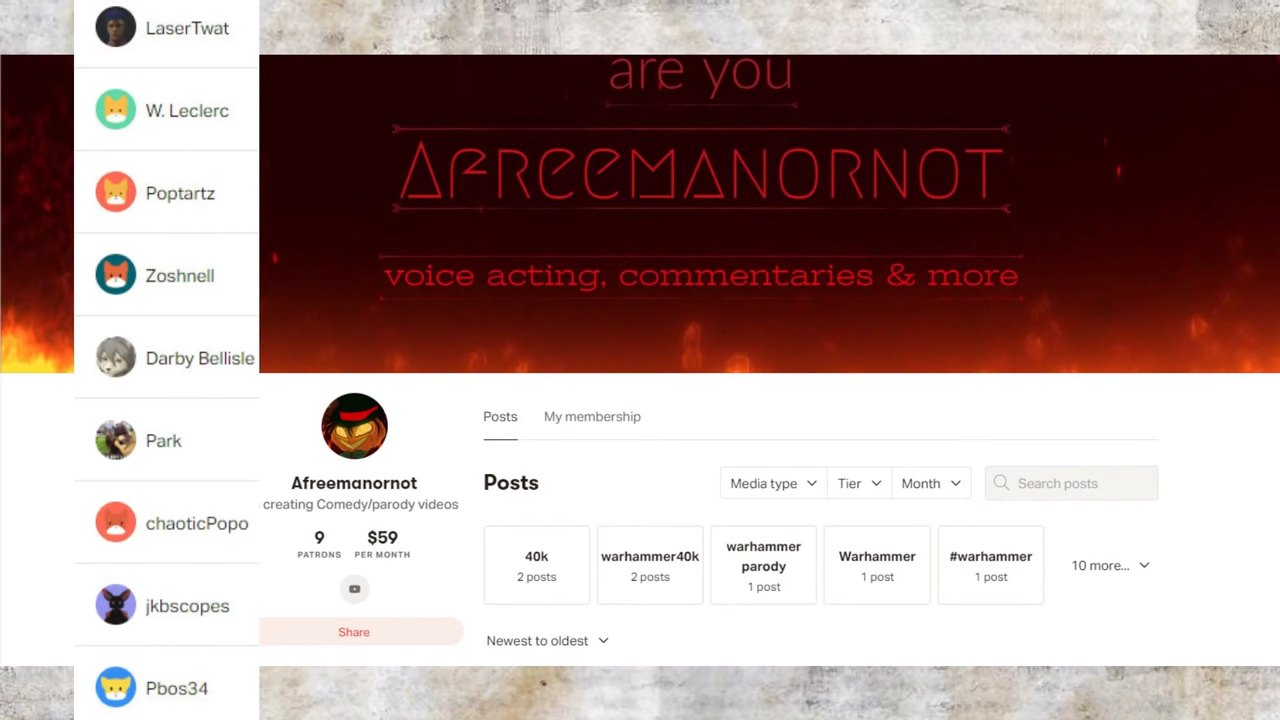 LaserTwat
W. Leclerc
Poptartz
Zoshnell
Darby Bellisle
Park
chaoticPopo
jkbscopes
Pbos34
are you
AFREEMANORNOT
voice acting, commentaries & more
Afreemanornot
creating Comedy/parody videos
9 $59
PATRONS PER MONTH
Share
Posts My membership
Posts
Media type Tier Month Search posts
40k
2 posts
warhammer40k
2 posts
warhammer
parody
1 post
Warhammer
1 post
#warhammer
1 post
10 more...
Newest to oldest